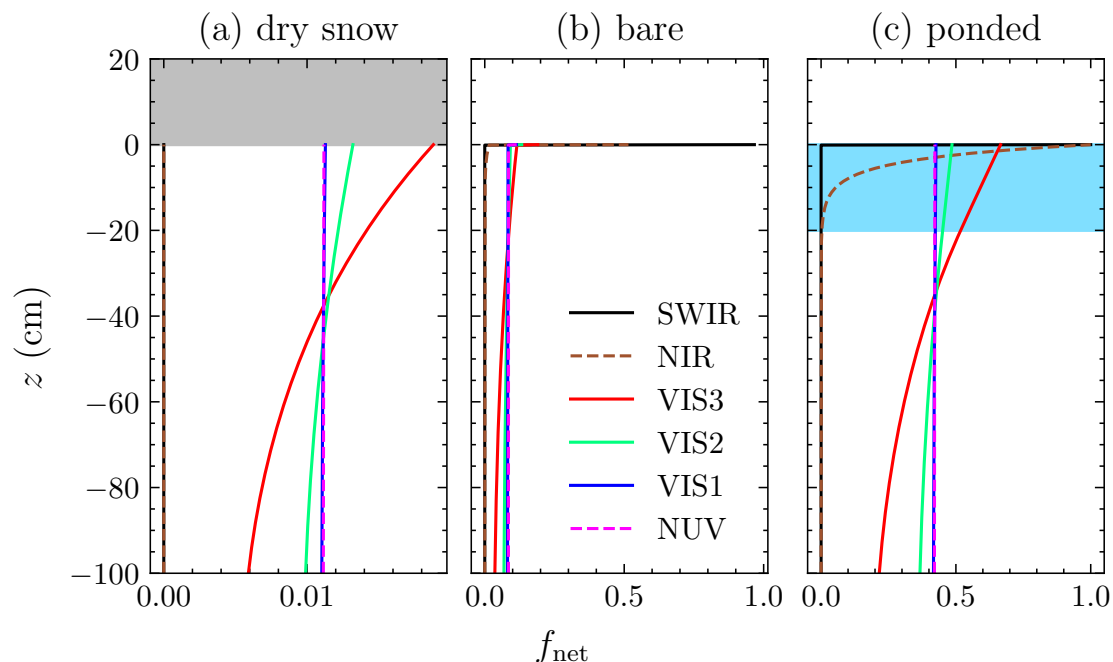 (a) dry snow (b) bare (c) ponded
20
0
−20
−40
−60
−80
−100
z (cm)
SWIR
NIR
VIS3
VIS2
VIS1
NUV
0.00 0.01 0.0 0.5 1.0 0.0 0.5 1.0
f_net